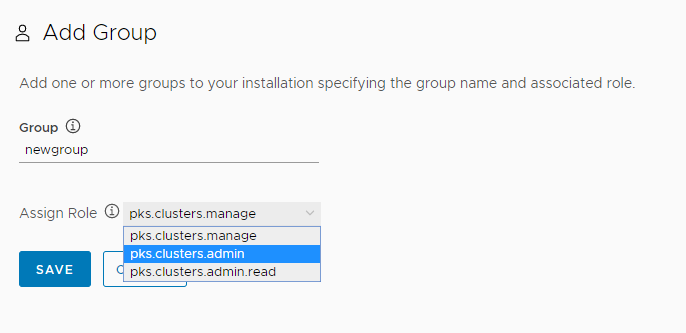 Add Group
Add one or more groups to your installation specifying the group name and associated role.
Group
newgroup
Assign Role pks.clusters.manage
pks.clusters.manage
pks.clusters.admin
pks.clusters.admin.read
SAVE